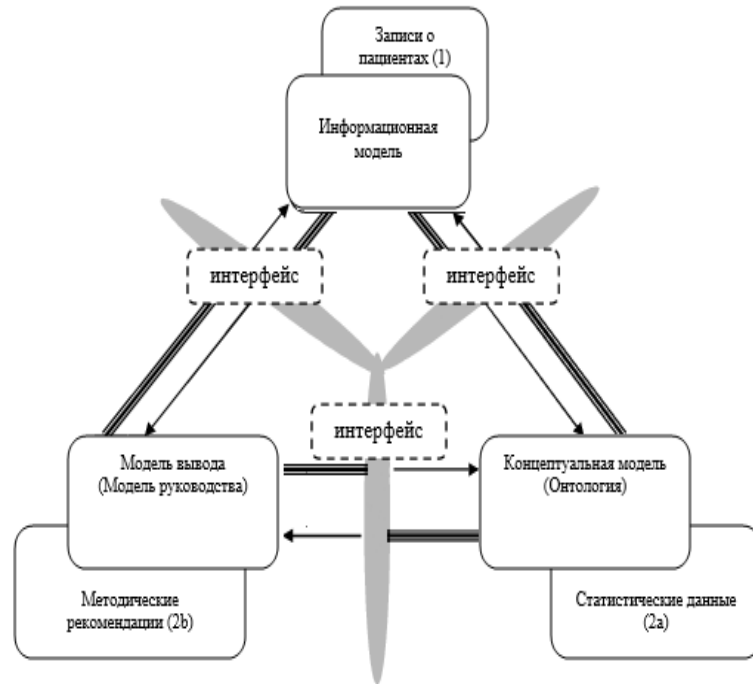 Записи о
пациентах (1)
Информационная
модель
интерфейс
интерфейс
интерфейс
Модель вывода
(Модель руководства)
Концептуальная модель
(Онтология)
Методические
рекомендации (2b)
Статистические данные
(2a)